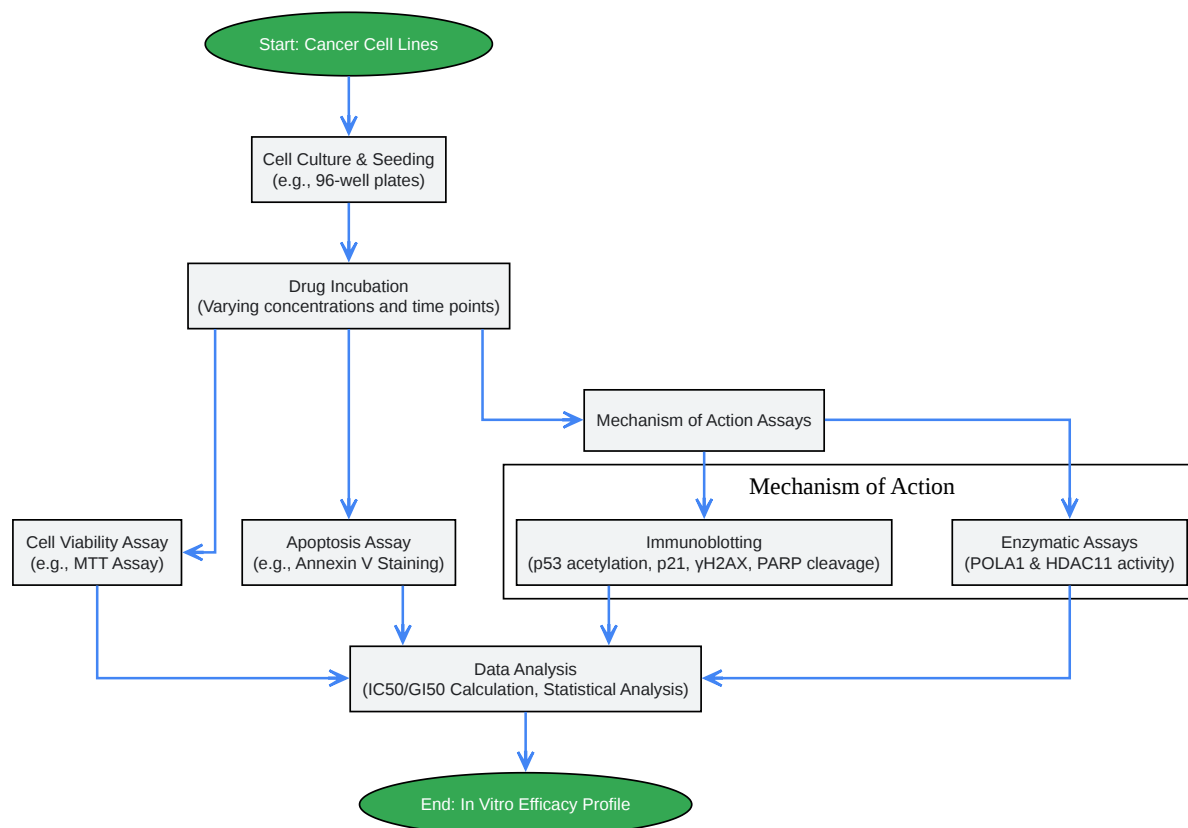 Start: Cancer Cell Lines
Cell Culture & Seeding
(e.g., 96-well plates)
Drug Incubation
(Varying concentrations and time points)
Mechanism of Action Assays
Mechanism of Action
Cell Viability Assay
(e.g., MTT Assay)
Apoptosis Assay
(e.g., Annexin V Staining)
Immunoblotting
(p53 acetylation, p21, γH2AX, PARP cleavage)
Enzymatic Assays
(POLA1 & HDAC11 activity)
Data Analysis
(IC50/GI50 Calculation, Statistical Analysis)
End: In Vitro Efficacy Profile